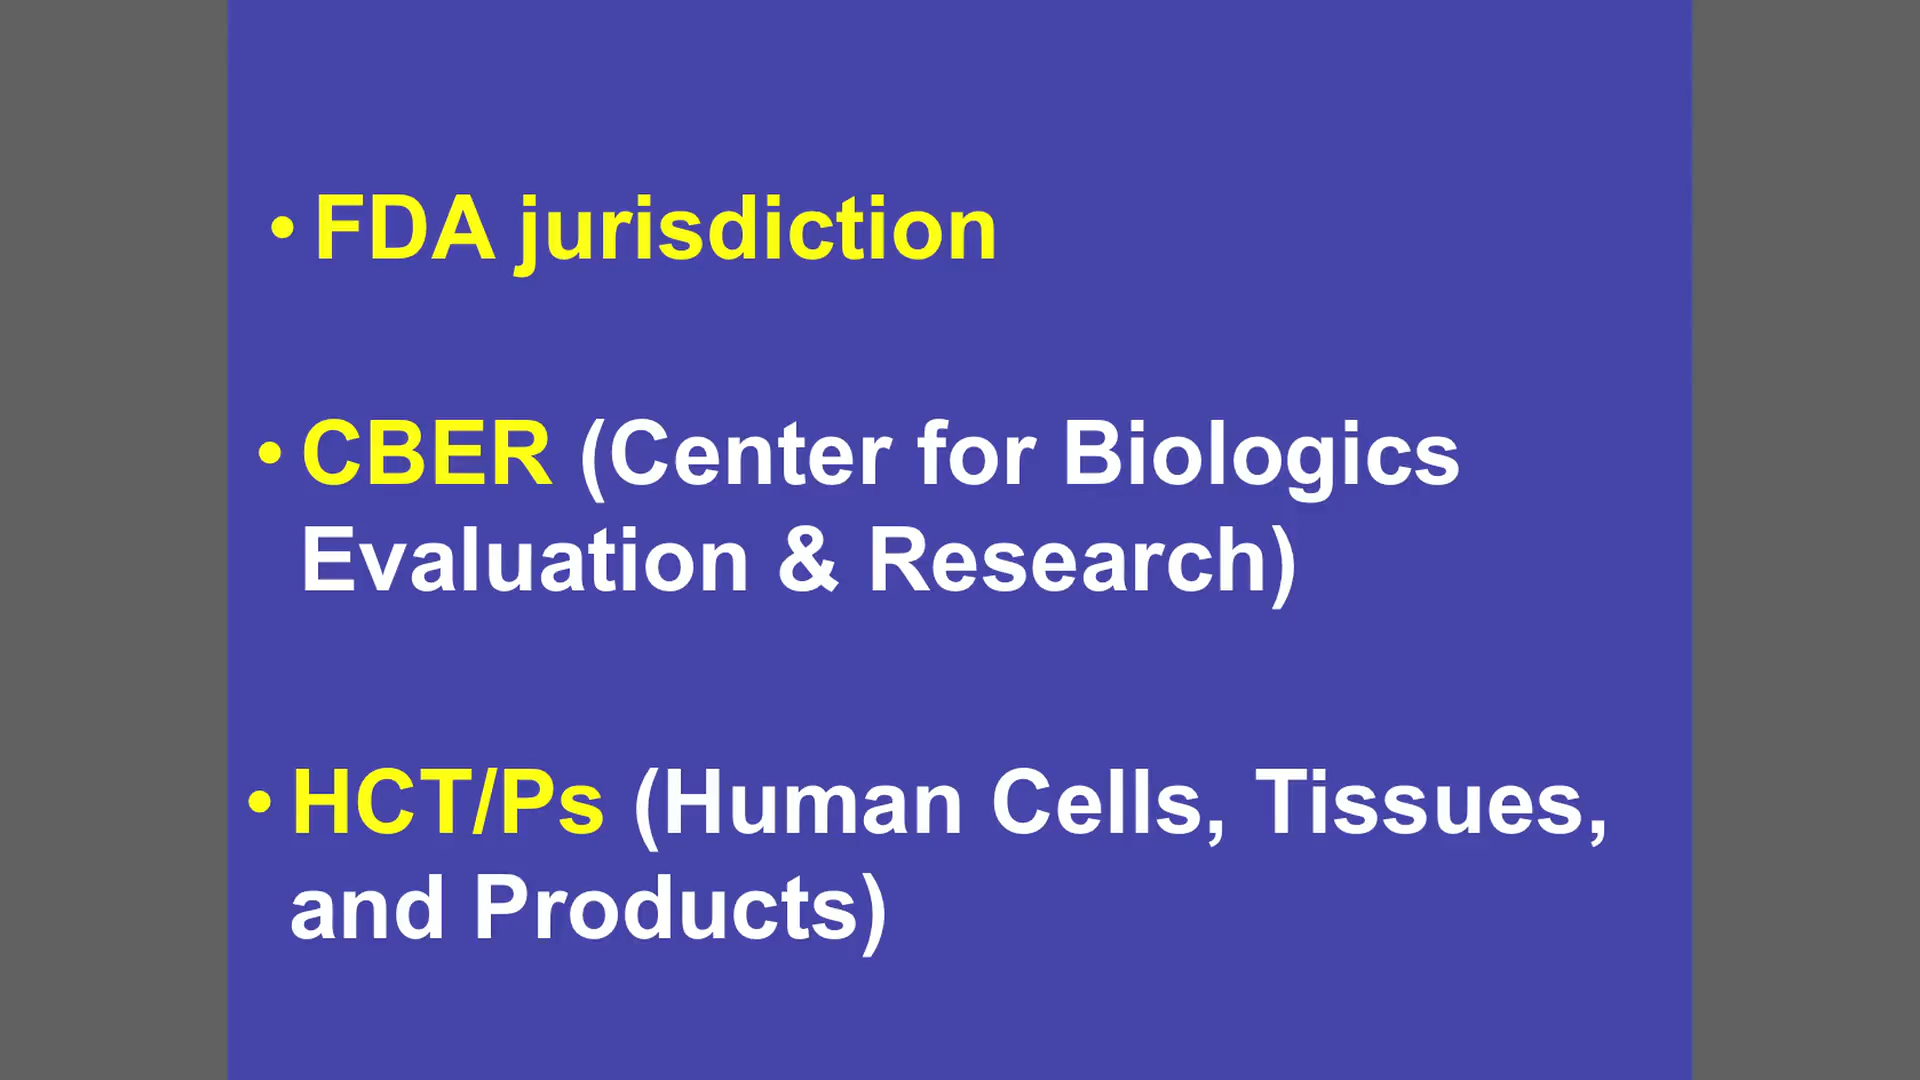 • FDA jurisdiction
• CBER (Center for Biologics
Evaluation & Research)
• HCT/Ps (Human Cells, Tissues,
and Products)